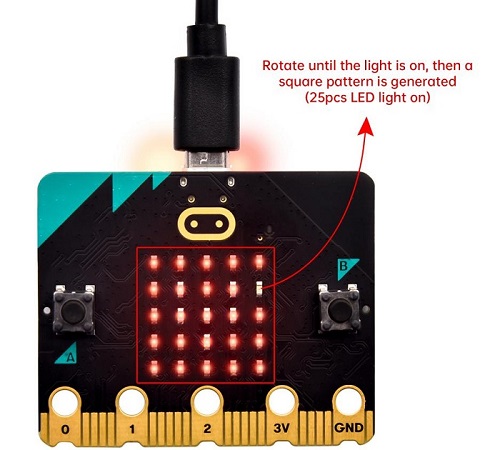 Rotate until the light is on, then a
square pattern is generated
(25pcs LED light on)
B
A
0 1 2 3V GND